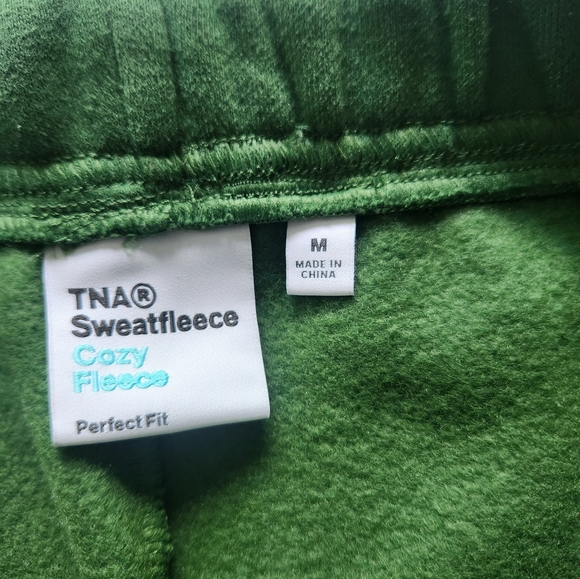 TNA®
Sweatfleece
Cozy
Fleece
Perfect Fit
M
MADE IN
CHINA